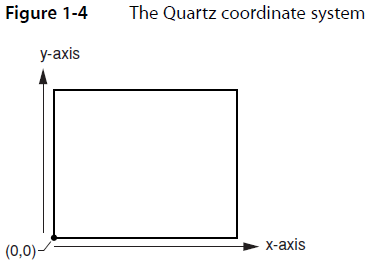 Figure 1-4 The Quartz coordinate system
y-axis
(0,0)
x-axis